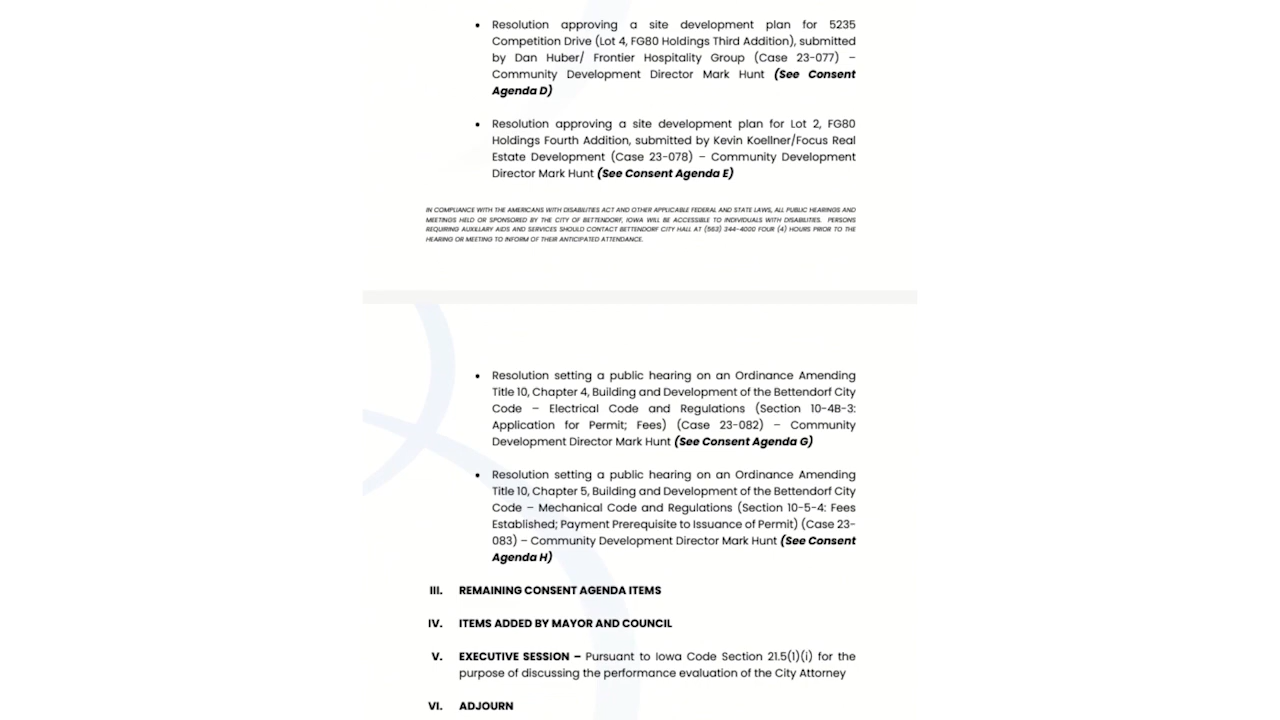 • Resolution approving a site development plan for 5235
Competition Drive (Lot 4, FG80 Holdings Third Addition), submitted
by Dan Huber/ Frontier Hospitality Group (Case 23-077) –
Community Development Director Mark Hunt (See Consent
Agenda D)
• Resolution approving a site development plan for Lot 2, FG80
Holdings Fourth Addition, submitted by Kevin Koellner/Focus Real
Estate Development (Case 23-078) – Community Development
Director Mark Hunt (See Consent Agenda E)
IN COMPLIANCE WITH THE AMERICANS WITH DISABILITIES ACT AND OTHER APPLICABLE FEDERAL AND STATE LAWS, ALL PUBLIC HEARINGS AND
MEETINGS HELD OR SPONSORED BY THE CITY OF BETTENDORF, IOWA WILL BE ACCESSIBLE TO INDIVIDUALS WITH DISABILITIES. PERSONS
REQUIRING AUXILIARY AIDS AND SERVICES SHOULD CONTACT BETTENDORF CITY HALL AT (563) 344-4000 FOUR (4) HOURS PRIOR TO THE
HEARING OR MEETING TO INFORM OF THEIR ANTICIPATED ATTENDANCE.
• Resolution setting a public hearing on an Ordinance Amending
Title 10, Chapter 4, Building and Development of the Bettendorf City
Code – Electrical Code and Regulations (Section 10-4B-3:
Application for Permit; Fees) (Case 23-082) – Community
Development Director Mark Hunt (See Consent Agenda G)
• Resolution setting a public hearing on an Ordinance Amending
Title 10, Chapter 5, Building and Development of the Bettendorf City
Code – Mechanical Code and Regulations (Section 10-5-4: Fees
Established; Payment Prerequisite to Issuance of Permit) (Case 23-
083) – Community Development Director Mark Hunt (See Consent
Agenda H)
III. REMAINING CONSENT AGENDA ITEMS
IV. ITEMS ADDED BY MAYOR AND COUNCIL
V. EXECUTIVE SESSION – Pursuant to Iowa Code Section 21.5(1)(i) for the
purpose of discussing the performance evaluation of the City Attorney
VI. ADJOURN